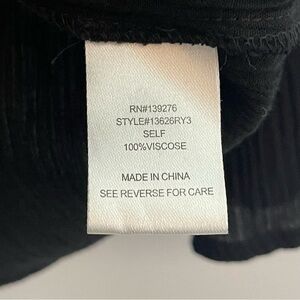 RN#139276
STYLE#13626RY3
SELF
100%VISCOSE
MADE IN CHINA
SEE REVERSE FOR CARE